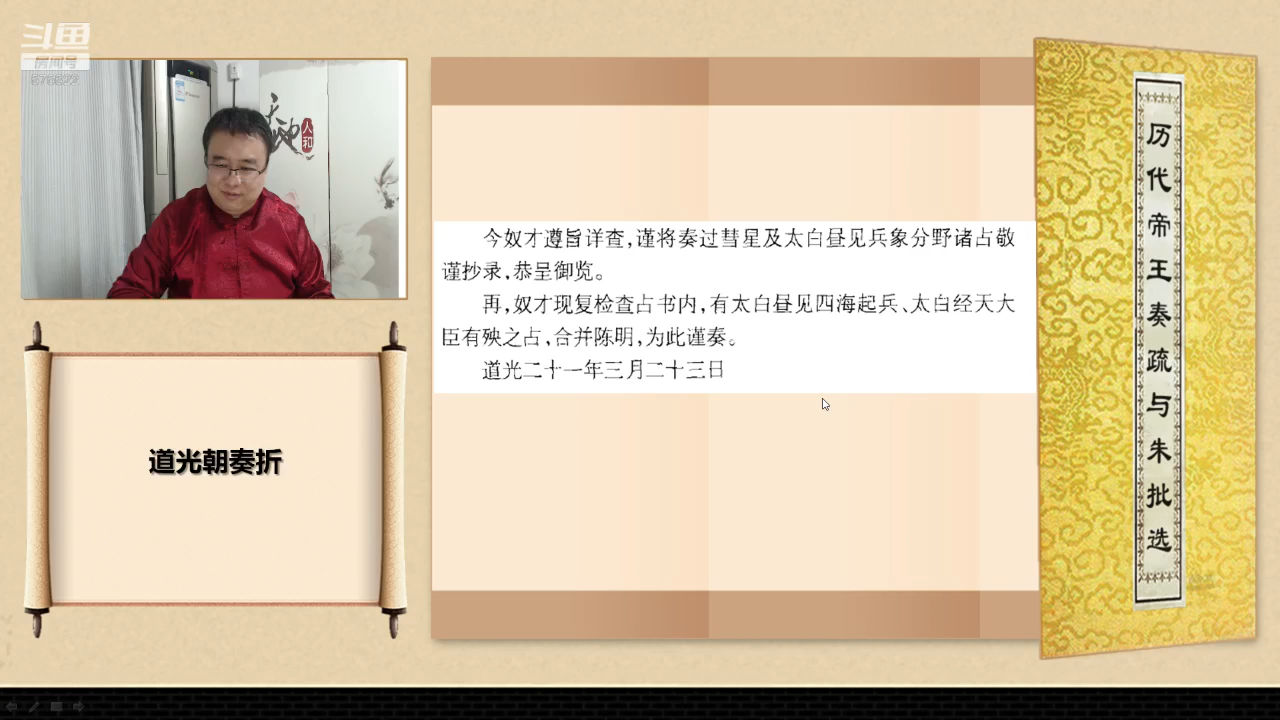 斗鱼
房间号
天地
人和
今奴才遵旨详查,谨将奏过彗星及太白昼见兵象分野诸占敬
谨抄录,恭呈御览。
再,奴才现复检查占书内,有太白昼见四海起兵、太白经天大
臣有殃之占,合并陈明,为此谨奏。
道光二十一年三月二十三日
道光朝奏折
历代帝王奏疏与朱批选